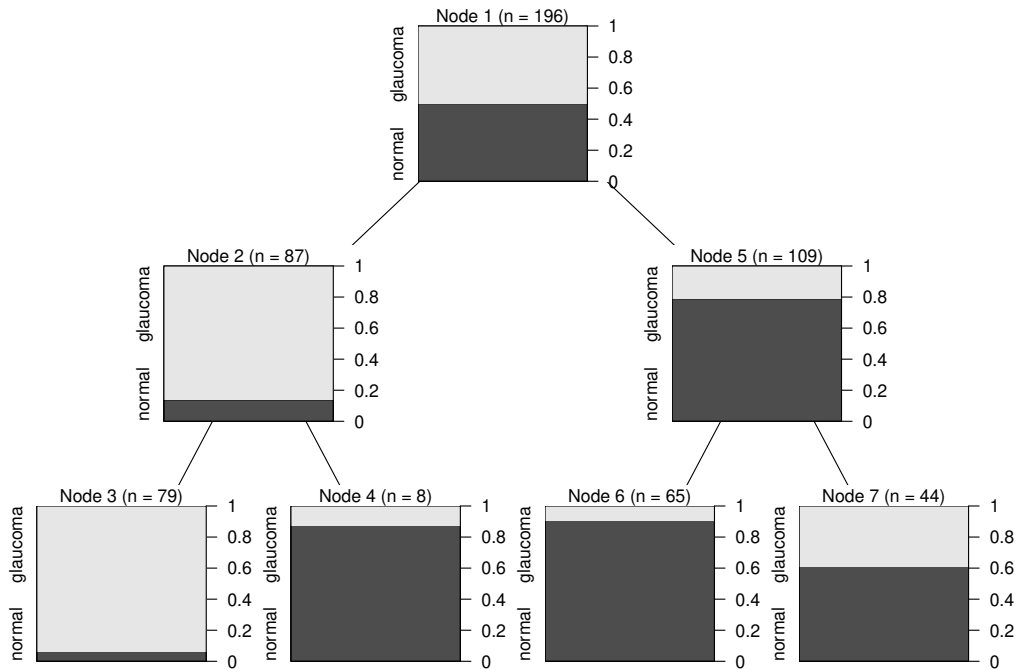 Node 1 (n = 196)
glaucoma
normal
1
0.8
0.6
0.4
0.2
0
Node 2 (n = 87)
glaucoma
normal
1
0.8
0.6
0.4
0.2
0
Node 5 (n = 109)
glaucoma
normal
1
0.8
0.6
0.4
0.2
0
Node 3 (n = 79)
glaucoma
normal
1
0.8
0.6
0.4
0.2
0
Node 4 (n = 8)
glaucoma
normal
1
0.8
0.6
0.4
0.2
0
Node 6 (n = 65)
glaucoma
normal
1
0.8
0.6
0.4
0.2
0
Node 7 (n = 44)
glaucoma
normal
1
0.8
0.6
0.4
0.2
0